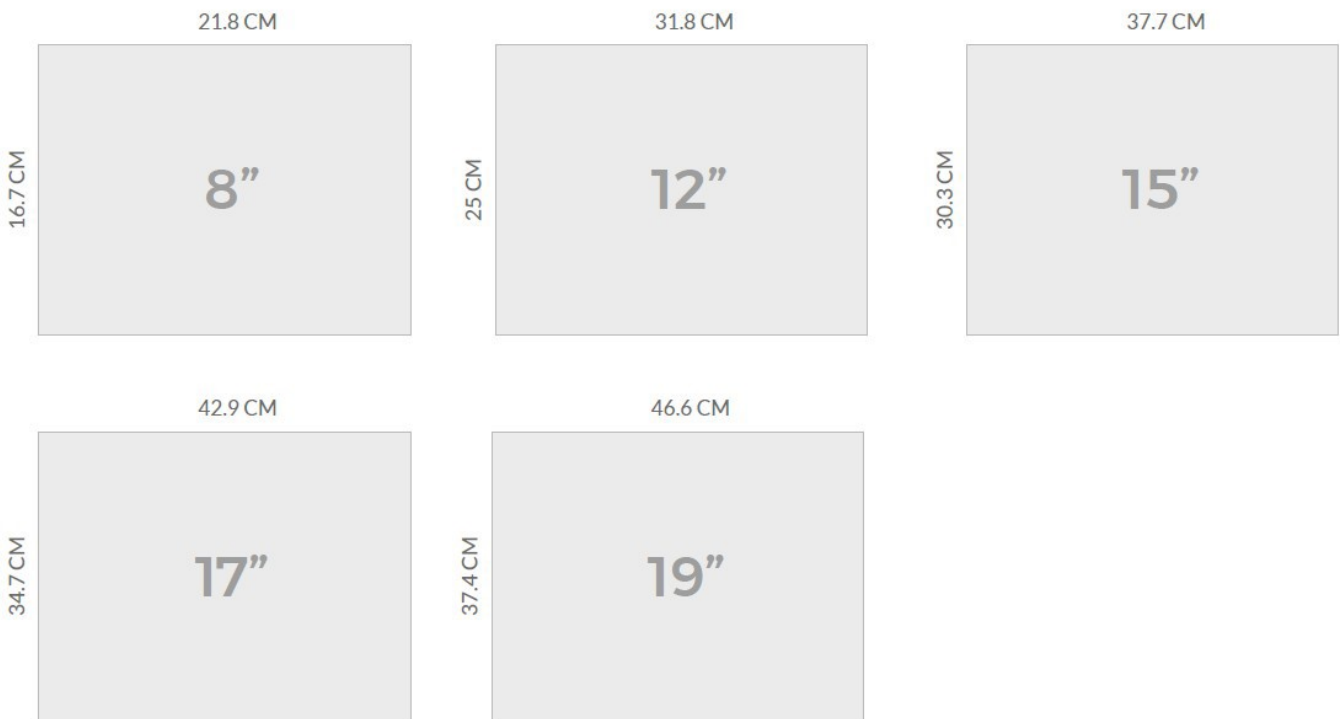 21.8 CM
31.8 CM
37.7 CM
16.7 CM
8”
25 CM
12”
30.3 CM
15”
42.9 CM
46.6 CM
34.7 CM
17”
37.4 CM
19”